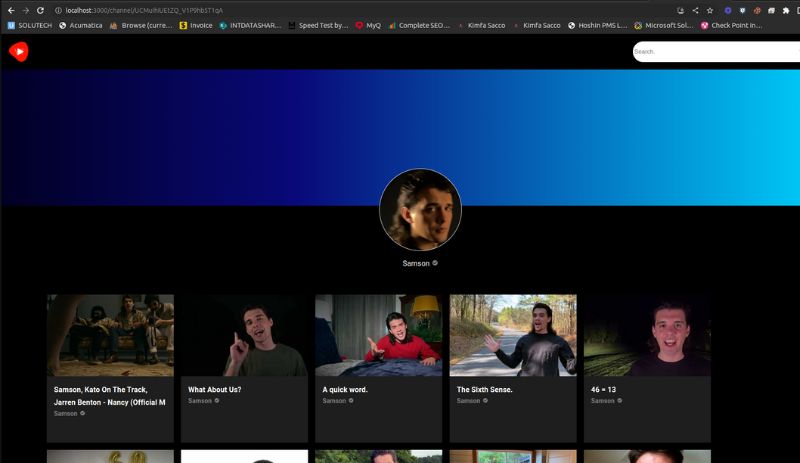 localhost:3000/channel/UCMulhiUEtZQ_V1P9hbST1qA
SOLUTECH Acumatica Browse (curre... Invoice INTDATASHAR... Speed Test by... MyQ Complete SEO... Kimfa Sacco Kimfa Sacco Hoshin PMS L... Microsoft Sol... Check Point in...
Search.
Samson
Samson, Kato On The Track,
Jarren Benton - Nancy (Official M
Samson
What About Us?
Samson
A quick word.
Samson
The Sixth Sense.
Samson
46 = 13
Samson